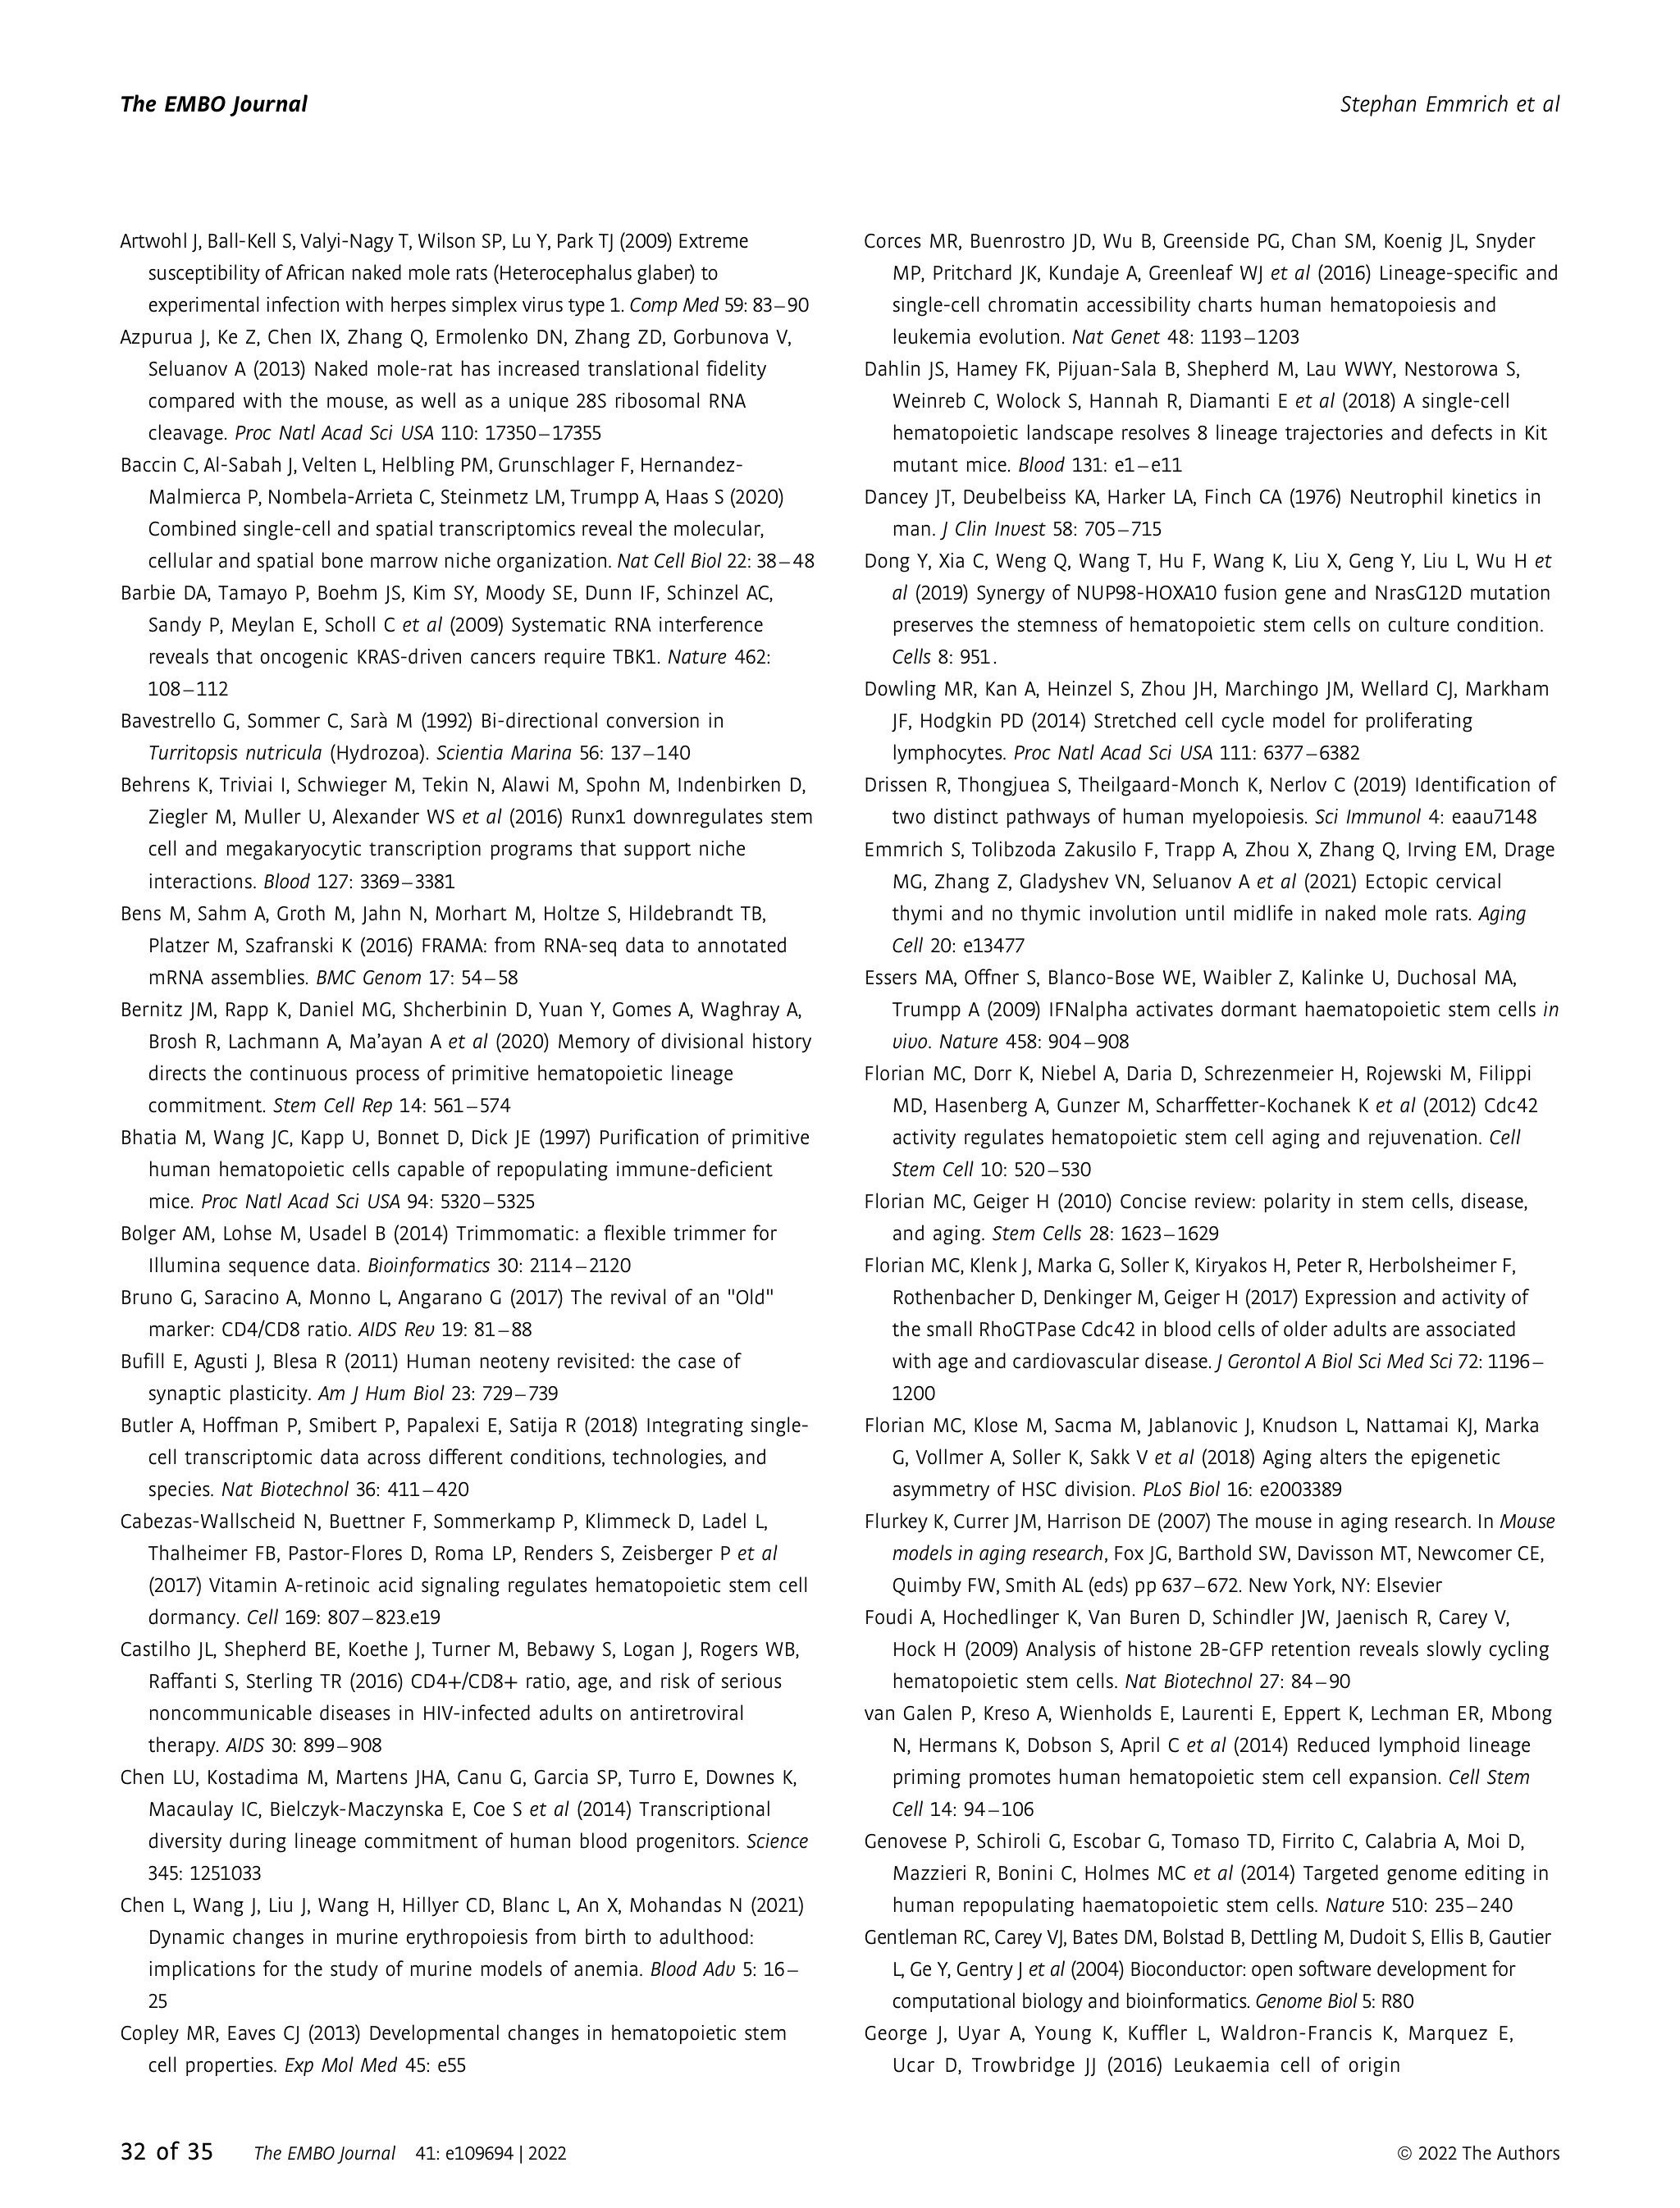 The EMBO Journal
Stephan Emmrich et al
Artwohl J, Ball-Kell S, Valyi-Nagy T, Wilson SP, Lu Y, Park TJ (2009) Extreme
susceptibility of African naked mole rats (Heterocephalus glaber) to
experimental infection with herpes simplex virus type 1. Comp Med 59: 83–90
Azpurua J, Ke Z, Chen IX, Zhang Q, Ermolenko DN, Zhang ZD, Gorbunova V,
Seluanov A (2013) Naked mole-rat has increased translational fidelity
compared with the mouse, as well as a unique 28S ribosomal RNA
cleavage. Proc Natl Acad Sci USA 110: 17350–17355
Baccin C, Al-Sabah J, Velten L, Helbling PM, Grunschlager F, Hernandez-
Malmierca P, Nombela-Arrieta C, Steinmetz LM, Trumpp A, Haas S (2020)
Combined single-cell and spatial transcriptomics reveal the molecular,
cellular and spatial bone marrow niche organization. Nat Cell Biol 22: 38–48
Barbie DA, Tamayo P, Boehm JS, Kim SY, Moody SE, Dunn IF, Schinzel AC,
Sandy P, Meylan E, Scholl C et al (2009) Systematic RNA interference
reveals that oncogenic KRAS-driven cancers require TBK1. Nature 462:
108–112
Bavestrello G, Sommer C, Sarà M (1992) Bi-directional conversion in
Turritopsis nutricula (Hydrozoa). Scientia Marina 56: 137–140
Behrens K, Triviai I, Schwieger M, Tekin N, Alawi M, Spohn M, Indenbirken D,
Ziegler M, Muller U, Alexander WS et al (2016) Runx1 downregulates stem
cell and megakaryocytic transcription programs that support niche
interactions. Blood 127: 3369–3381
Bens M, Sahm A, Groth M, Jahn N, Morhart M, Holtze S, Hildebrandt TB,
Platzer M, Szafranski K (2016) FRAMA: from RNA-seq data to annotated
mRNA assemblies. BMC Genom 17: 54–58
Bernitz JM, Rapp K, Daniel MG, Shcherbinin D, Yuan Y, Gomes A, Waghray A,
Brosh R, Lachmann A, Ma’ayan A et al (2020) Memory of divisional history
directs the continuous process of primitive hematopoietic lineage
commitment. Stem Cell Rep 14: 561–574
Bhatia M, Wang JC, Kapp U, Bonnet D, Dick JE (1997) Purification of primitive
human hematopoietic cells capable of repopulating immune-deficient
mice. Proc Natl Acad Sci USA 94: 5320–5325
Bolger AM, Lohse M, Usadel B (2014) Trimmomatic: a flexible trimmer for
Illumina sequence data. Bioinformatics 30: 2114–2120
Bruno G, Saracino A, Monno L, Angarano G (2017) The revival of an "Old"
marker: CD4/CD8 ratio. AIDS Rev 19: 81–88
Bufill E, Agusti J, Blesa R (2011) Human neoteny revisited: the case of
synaptic plasticity. Am J Hum Biol 23: 729–739
Butler A, Hoffman P, Smibert P, Papalexi E, Satija R (2018) Integrating single-
cell transcriptomic data across different conditions, technologies, and
species. Nat Biotechnol 36: 411–420
Cabezas-Wallscheid N, Buettner F, Sommerkamp P, Klimmeck D, Ladel L,
Thalheimer FB, Pastor-Flores D, Roma LP, Renders S, Zeisberger P et al
(2017) Vitamin A-retinoic acid signaling regulates hematopoietic stem cell
dormancy. Cell 169: 807–823.e19
Castilho JL, Shepherd BE, Koethe J, Turner M, Bebawy S, Logan J, Rogers WB,
Raffanti S, Sterling TR (2016) CD4+/CD8+ ratio, age, and risk of serious
noncommunicable diseases in HIV-infected adults on antiretroviral
therapy. AIDS 30: 899–908
Chen LU, Kostadima M, Martens JHA, Canu G, Garcia SP, Turro E, Downes K,
Macaulay IC, Bielczyk-Maczynska E, Coe S et al (2014) Transcriptional
diversity during lineage commitment of human blood progenitors. Science
345: 1251033
Chen L, Wang J, Liu J, Wang H, Hillyer CD, Blanc L, An X, Mohandas N (2021)
Dynamic changes in murine erythropoiesis from birth to adulthood:
implications for the study of murine models of anemia. Blood Adv 5: 16–
25
Copley MR, Eaves CJ (2013) Developmental changes in hematopoietic stem
cell properties. Exp Mol Med 45: e55
Corces MR, Buenrostro JD, Wu B, Greenside PG, Chan SM, Koenig JL, Snyder
MP, Pritchard JK, Kundaje A, Greenleaf WJ et al (2016) Lineage-specific and
single-cell chromatin accessibility charts human hematopoiesis and
leukemia evolution. Nat Genet 48: 1193–1203
Dahlin JS, Hamey FK, Pijuan-Sala B, Shepherd M, Lau WWY, Nestorowa S,
Weinreb C, Wolock S, Hannah R, Diamanti E et al (2018) A single-cell
hematopoietic landscape resolves 8 lineage trajectories and defects in Kit
mutant mice. Blood 131: e1–e11
Dancey JT, Deubelbeiss KA, Harker LA, Finch CA (1976) Neutrophil kinetics in
man. J Clin Invest 58: 705–715
Dong Y, Xia C, Weng Q, Wang T, Hu F, Wang K, Liu X, Geng Y, Liu L, Wu H et
al (2019) Synergy of NUP98-HOXA10 fusion gene and NrasG12D mutation
preserves the stemness of hematopoietic stem cells on culture condition.
Cells 8: 951.
Dowling MR, Kan A, Heinzel S, Zhou JH, Marchingo JM, Wellard CJ, Markham
JF, Hodgkin PD (2014) Stretched cell cycle model for proliferating
lymphocytes. Proc Natl Acad Sci USA 111: 6377–6382
Drissen R, Thongjuea S, Theilgaard-Monch K, Nerlov C (2019) Identification of
two distinct pathways of human myelopoiesis. Sci Immunol 4: eaau7148
Emmrich S, Tolibzoda Zakusilo F, Trapp A, Zhou X, Zhang Q, Irving EM, Drage
MG, Zhang Z, Gladyshev VN, Seluanov A et al (2021) Ectopic cervical
thymi and no thymic involution until midlife in naked mole rats. Aging
Cell 20: e13477
Essers MA, Offner S, Blanco-Bose WE, Waibler Z, Kalinke U, Duchosal MA,
Trumpp A (2009) IFNalpha activates dormant haematopoietic stem cells in
vivo. Nature 458: 904–908
Florian MC, Dorr K, Niebel A, Daria D, Schrezenmeier H, Rojewski M, Filippi
MD, Hasenberg A, Gunzer M, Scharffetter-Kochanek K et al (2012) Cdc42
activity regulates hematopoietic stem cell aging and rejuvenation. Cell
Stem Cell 10: 520–530
Florian MC, Geiger H (2010) Concise review: polarity in stem cells, disease,
and aging. Stem Cells 28: 1623–1629
Florian MC, Klenk J, Marka G, Soller K, Kiryakos H, Peter R, Herbolsheimer F,
Rothenbacher D, Denkinger M, Geiger H (2017) Expression and activity of
the small RhoGTPase Cdc42 in blood cells of older adults are associated
with age and cardiovascular disease. J Gerontol A Biol Sci Med Sci 72: 1196–
1200
Florian MC, Klose M, Sacma M, Jablanovic J, Knudson L, Nattamai KJ, Marka
G, Vollmer A, Soller K, Sakk V et al (2018) Aging alters the epigenetic
asymmetry of HSC division. PLoS Biol 16: e2003389
Flurkey K, Currer JM, Harrison DE (2007) The mouse in aging research. In Mouse
models in aging research, Fox JG, Barthold SW, Davisson MT, Newcomer CE,
Quimby FW, Smith AL (eds) pp 637–672. New York, NY: Elsevier
Foudi A, Hochedlinger K, Van Buren D, Schindler JW, Jaenisch R, Carey V,
Hock H (2009) Analysis of histone 2B-GFP retention reveals slowly cycling
hematopoietic stem cells. Nat Biotechnol 27: 84–90
van Galen P, Kreso A, Wienholds E, Laurenti E, Eppert K, Lechman ER, Mbong
N, Hermans K, Dobson S, April C et al (2014) Reduced lymphoid lineage
priming promotes human hematopoietic stem cell expansion. Cell Stem
Cell 14: 94–106
Genovese P, Schiroli G, Escobar G, Tomaso TD, Firrito C, Calabria A, Moi D,
Mazzieri R, Bonini C, Holmes MC et al (2014) Targeted genome editing in
human repopulating haematopoietic stem cells. Nature 510: 235–240
Gentleman RC, Carey VJ, Bates DM, Bolstad B, Dettling M, Dudoit S, Ellis B, Gautier
L, Ge Y, Gentry J et al (2004) Bioconductor: open software development for
computational biology and bioinformatics. Genome Biol 5: R80
George J, Uyar A, Young K, Kuffler L, Waldron-Francis K, Marquez E,
Ucar D, Trowbridge JJ (2016) Leukaemia cell of origin
32 of 35 The EMBO Journal 41: e109694 | 2022
© 2022 The Authors